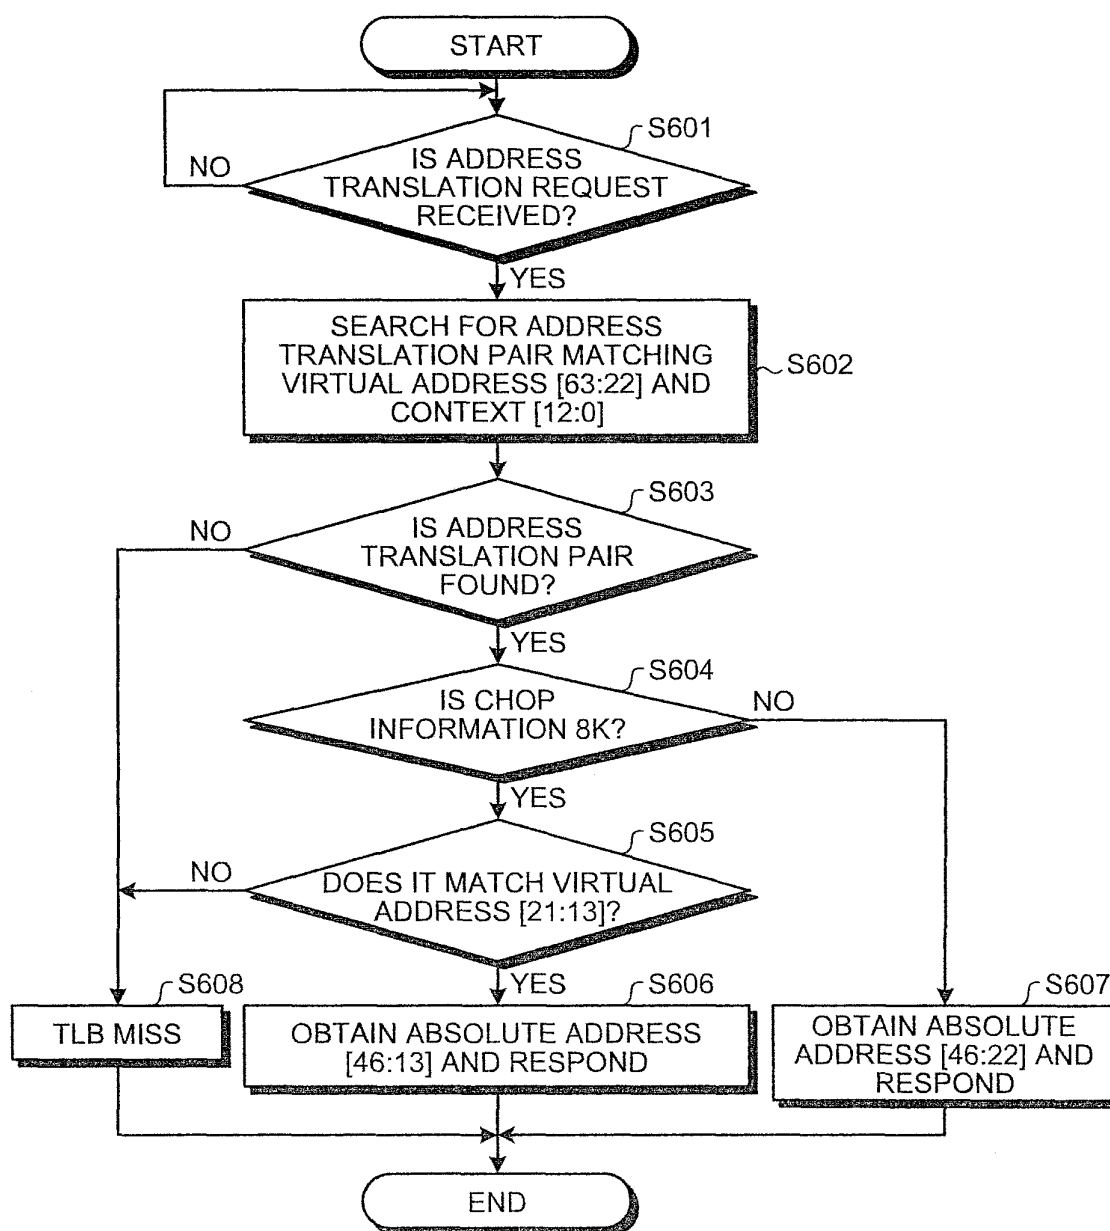 START
S601
NO
IS ADDRESS
TRANSLATION REQUEST
RECEIVED?
YES
SEARCH FOR ADDRESS
TRANSLATION PAIR MATCHING
VIRTUAL ADDRESS [63:22] AND
CONTEXT [12:0]
S602
S603
NO
IS ADDRESS
TRANSLATION PAIR
FOUND?
YES
S604
IS CHOP
INFORMATION 8K?
NO
YES
S605
NO
DOES IT MATCH VIRTUAL
ADDRESS [21:13]?
YES
S608
TLB MISS
S606
OBTAIN ABSOLUTE ADDRESS
[46:13] AND RESPOND
S607
OBTAIN ABSOLUTE
ADDRESS [46:22] AND
RESPOND
END